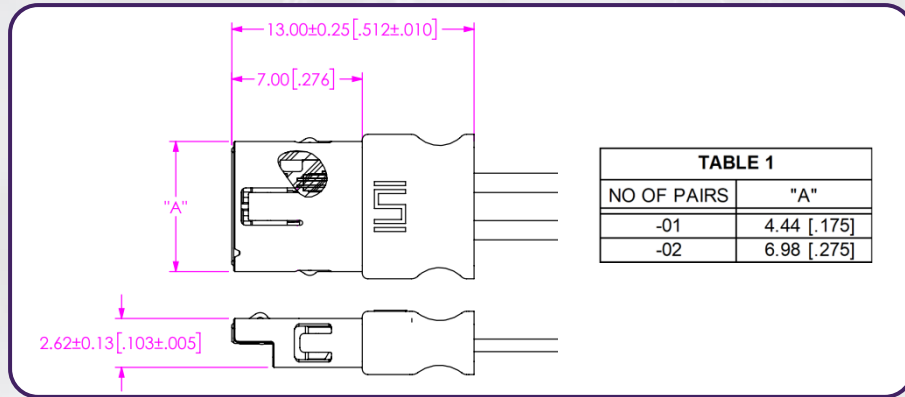 13.00±0.25[.512±.010]
7.00[.276]
"A"
2.62±0.13[.103±.005]
TABLE 1
NO OF PAIRS "A"
-01 4.44 [.175]
-02 6.98 [.275]